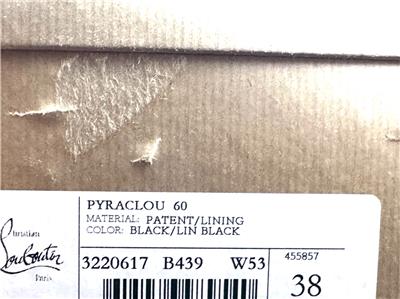 PYRACLOU 60
MATERIAL: PATENT/LINING
COLOR: BLACK/LIN BLACK
Christian
Louboutin
Paris
3220617 B439 W53
455857
38